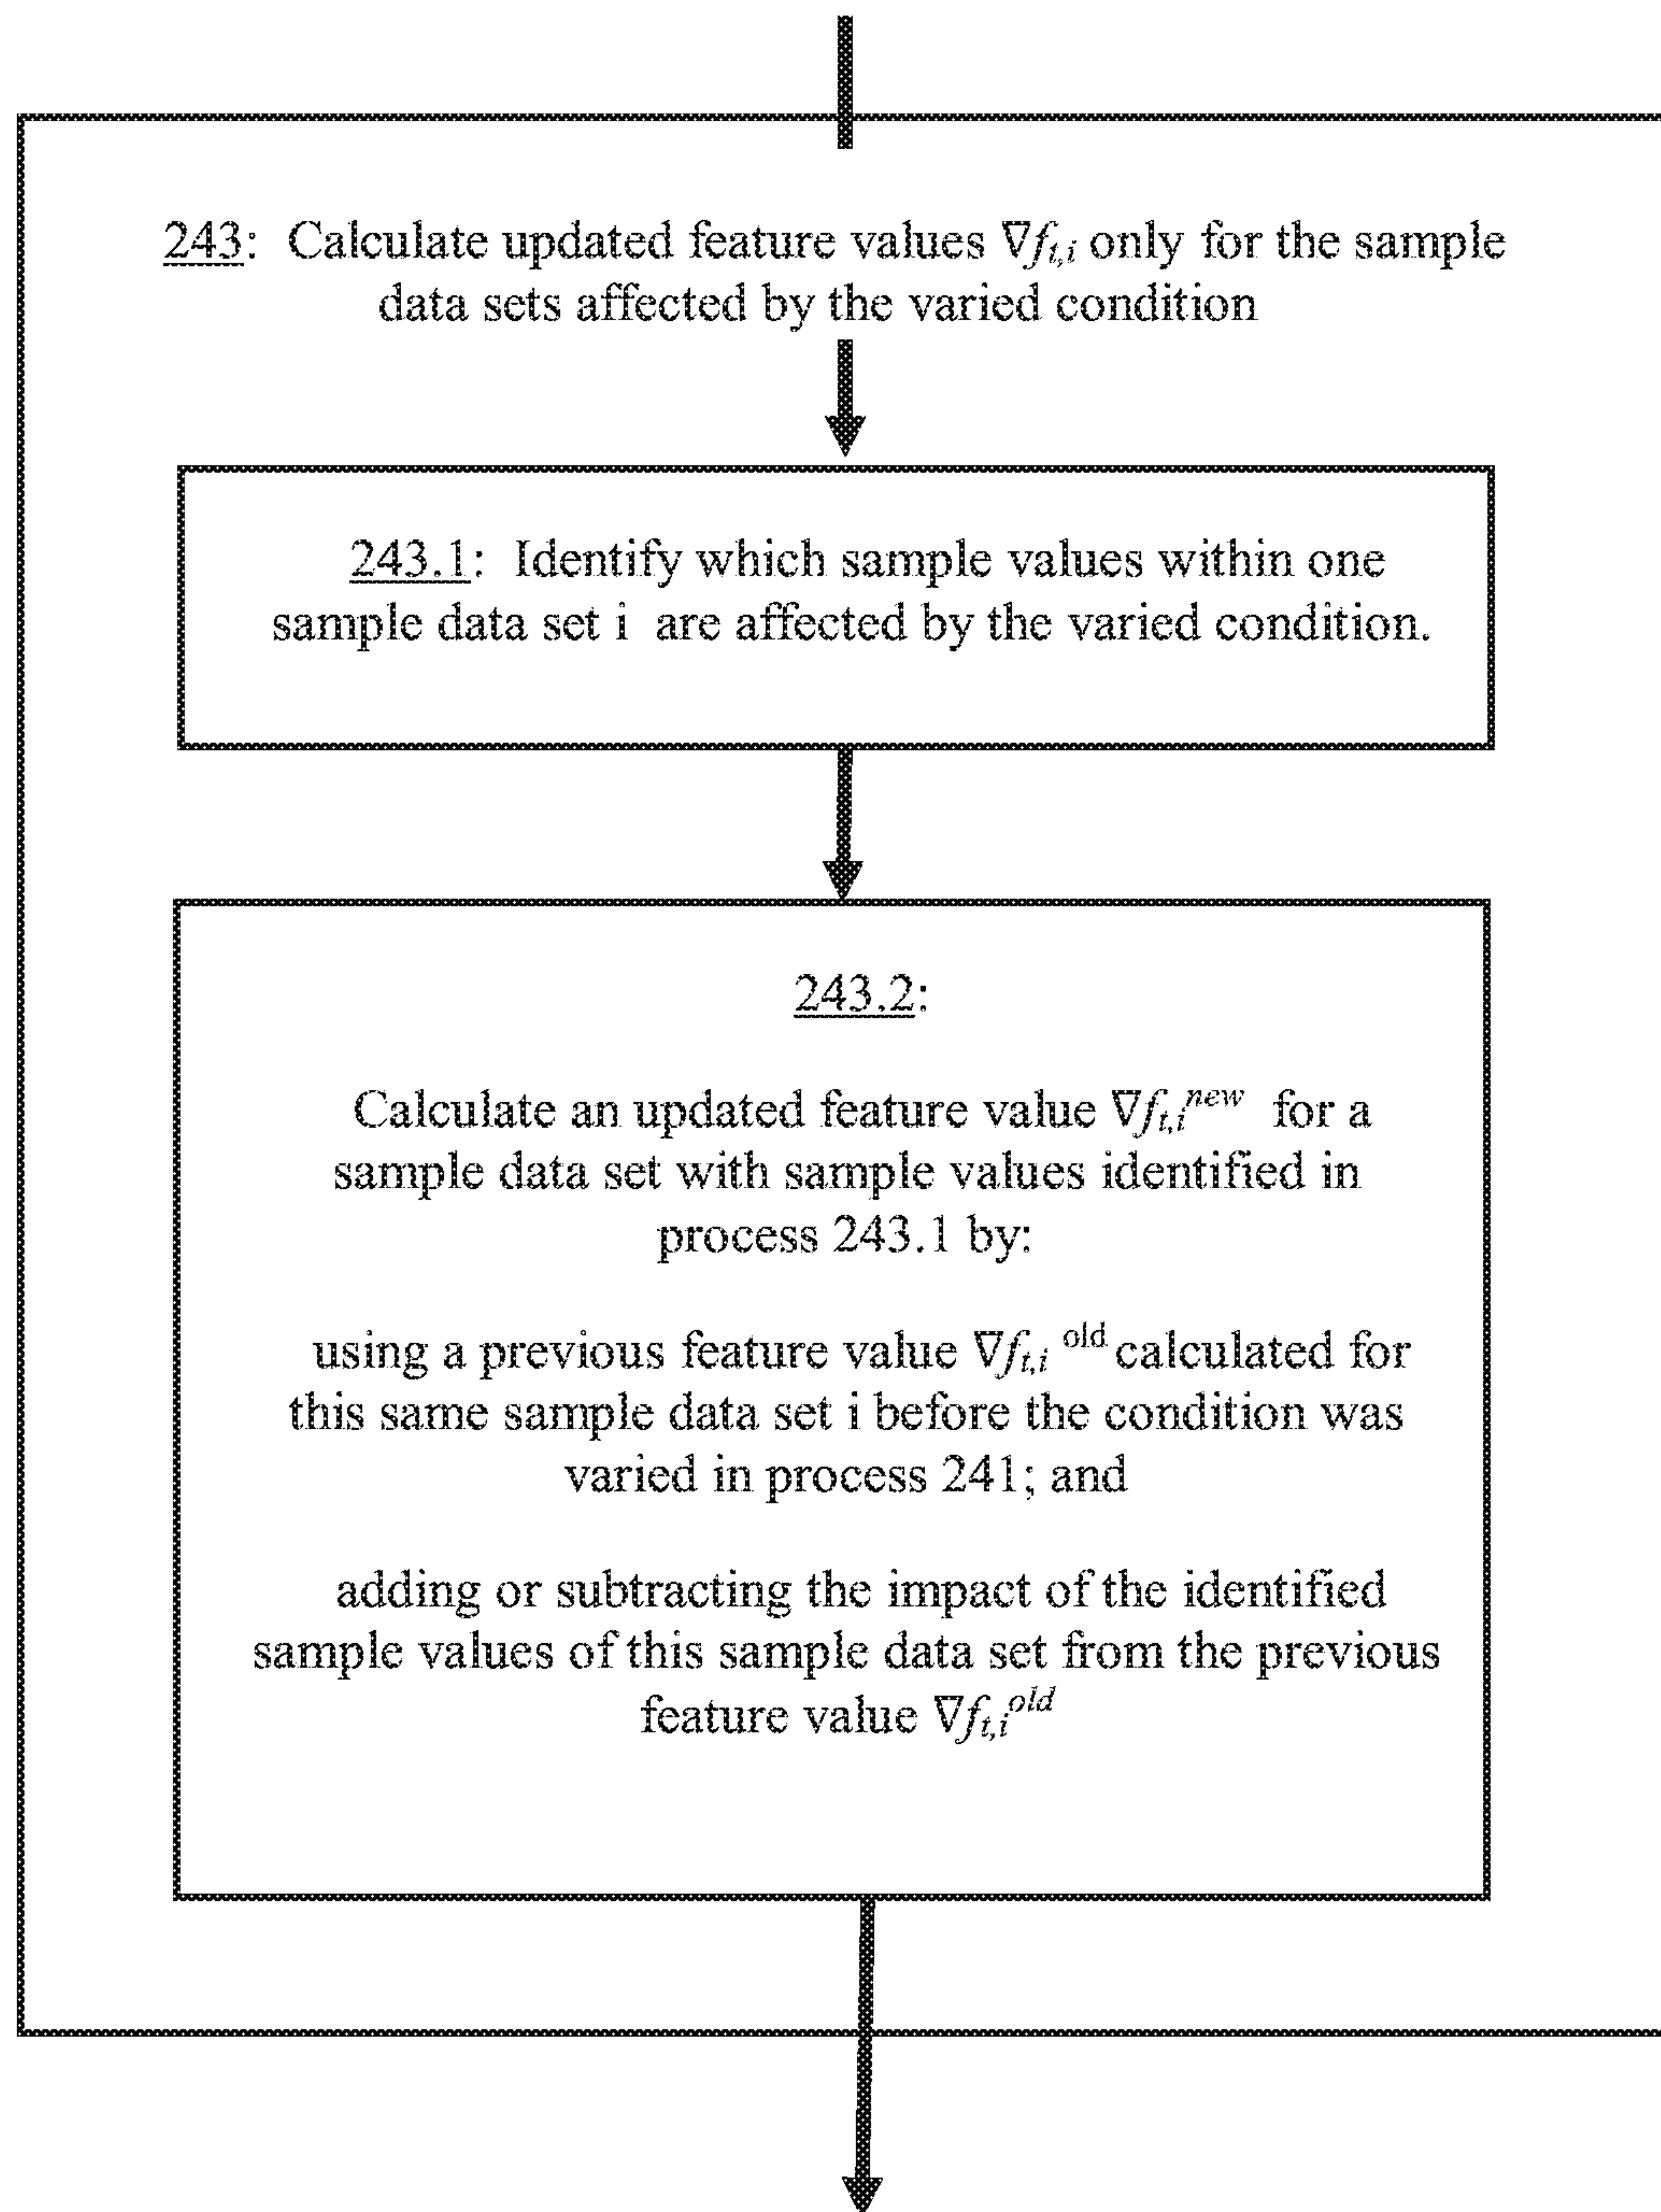 243: Calculate updated feature values ∇f_{t,i} only for the sample
data sets affected by the varied condition
243.1: Identify which sample values within one
sample data set i are affected by the varied condition.
243.2:
Calculate an updated feature value ∇f_{t,i}^{new} for a
sample data set with sample values identified in
process 243.1 by:
using a previous feature value ∇f_{t,i}^{old} calculated for
this same sample data set i before the condition was
varied in process 241; and
adding or subtracting the impact of the identified
sample values of this sample data set from the previous
feature value ∇f_{t,i}^{old}